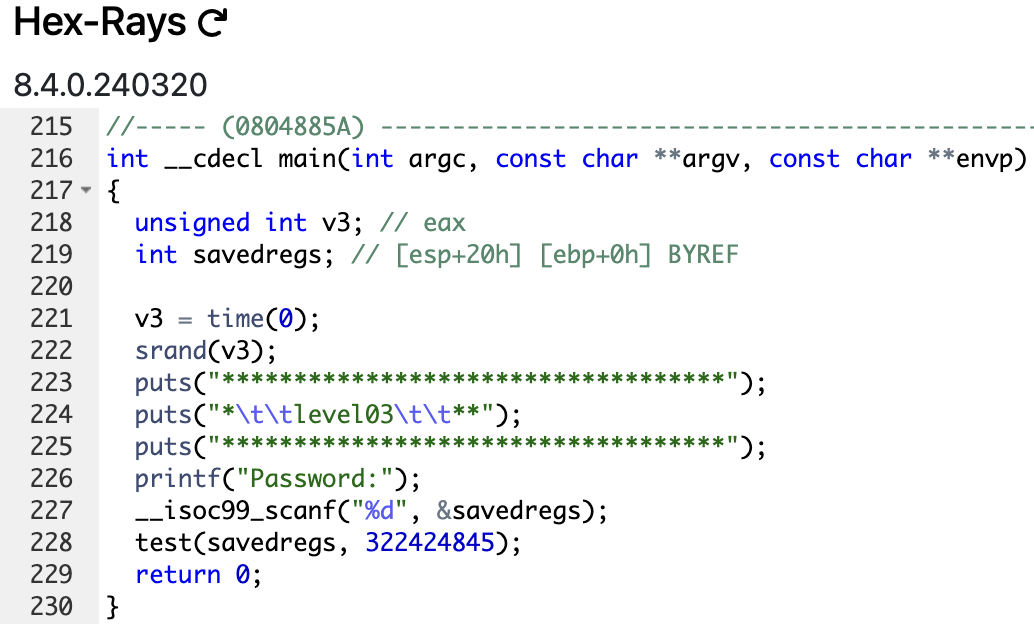 Hex-Rays
8.4.0.240320
215 //----- (0804885A) ---------------------------------------------
216 int __cdecl main(int argc, const char **argv, const char **envp)
217 {
218   unsigned int v3; // eax
219   int savedregs; // [esp+20h] [ebp+0h] BYREF
220
221   v3 = time(0);
222   srand(v3);
223   puts("***********************************");
224   puts("*\t\tlevel03\t\t**");
225   puts("***********************************");
226   printf("Password:");
227   __isoc99_scanf("%d", &savedregs);
228   test(savedregs, 322424845);
229   return 0;
230 }